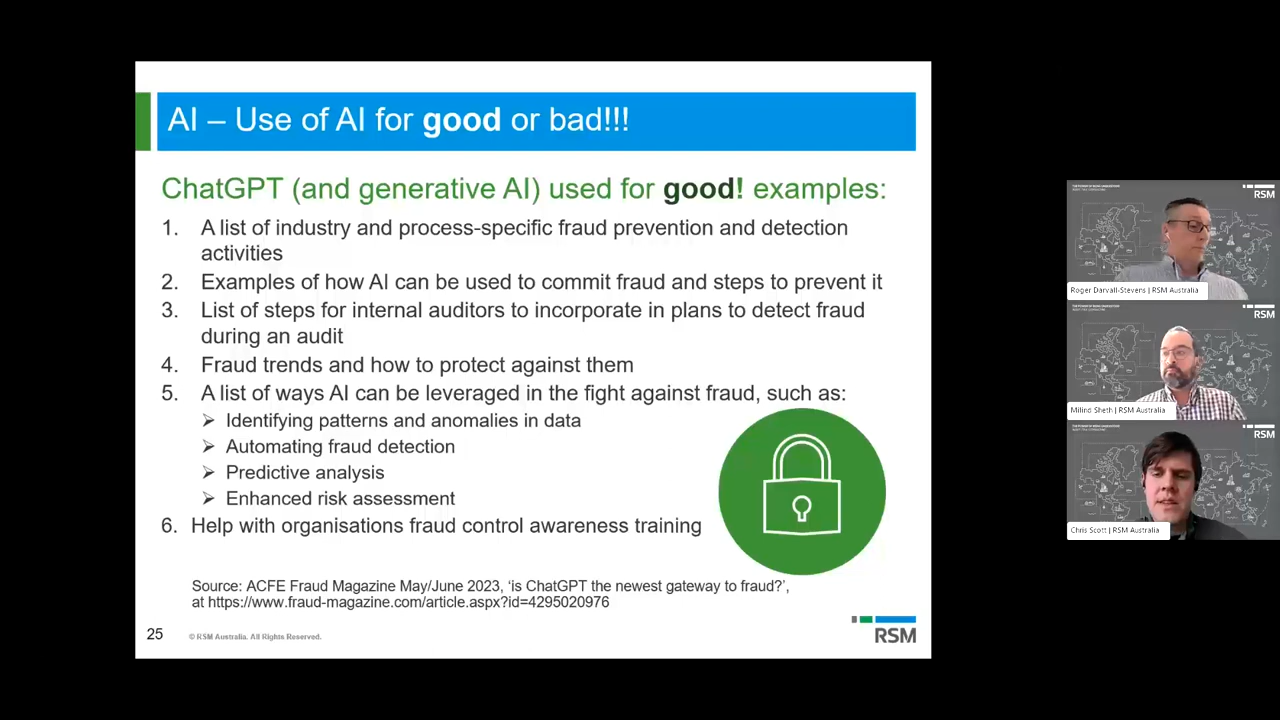 AI – Use of AI for good or bad!!!
ChatGPT (and generative AI) used for good! examples:
1. A list of industry and process-specific fraud prevention and detection
activities
2. Examples of how AI can be used to commit fraud and steps to prevent it
3. List of steps for internal auditors to incorporate in plans to detect fraud
during an audit
4. Fraud trends and how to protect against them
5. A list of ways AI can be leveraged in the fight against fraud, such as:
➢ Identifying patterns and anomalies in data
➢ Automating fraud detection
➢ Predictive analysis
➢ Enhanced risk assessment
6. Help with organisations fraud control awareness training
Source: ACFE Fraud Magazine May/June 2023, ‘is ChatGPT the newest gateway to fraud?’,
at https://www.fraud-magazine.com/article.aspx?id=4295020976
25
© RSM Australia. All Rights Reserved.
RSM
RSM
Roger Darvall-Stevens | RSM Australia
RSM
Milind Sheth | RSM Australia
RSM
Chris Scott | RSM Australia